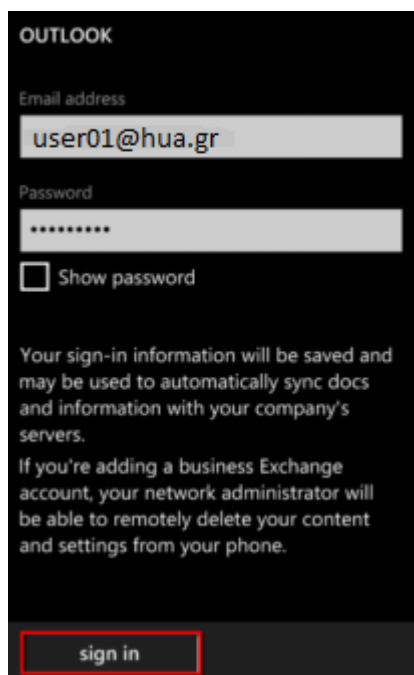 OUTLOOK
Email address
user01@hua.gr
Password
•••••••••
Show password
Your sign-in information will be saved and
may be used to automatically sync docs
and information with your company's
servers.
If you're adding a business Exchange
account, your network administrator will
be able to remotely delete your content
and settings from your phone.
sign in